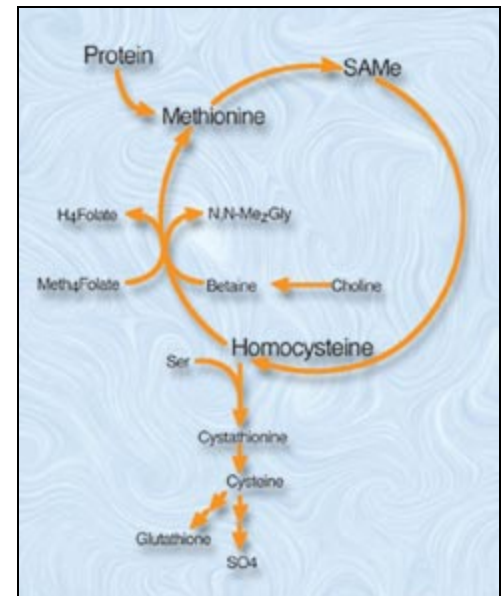 Protein
SAMe
Methionine
H4Folate
N,N-Me2Gly
MetH4Folate
Betaine
Choline
Homocysteine
Ser
Cystathionine
Cysteine
Glutathione
SO4